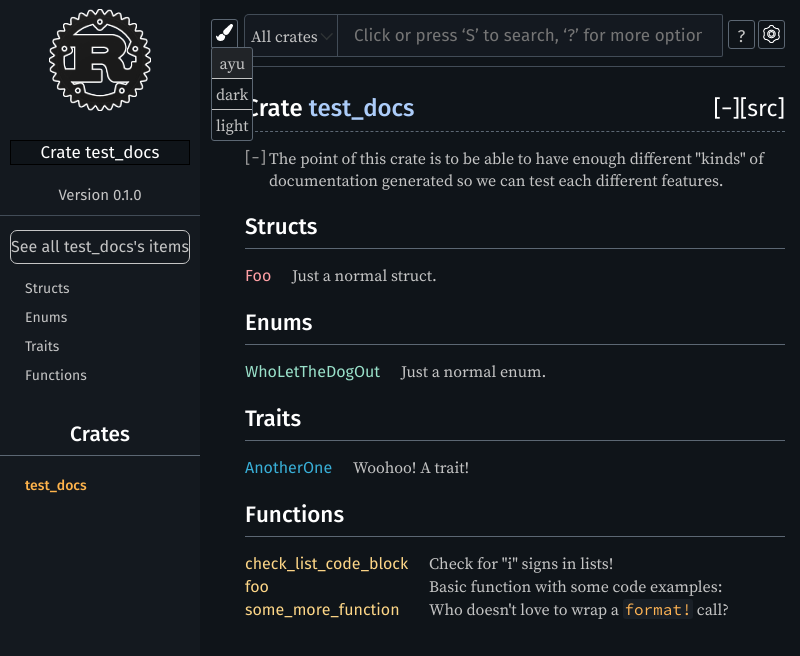 R
Crate test_docs
Version 0.1.0
See all test_docs's items
Structs
Enums
Traits
Functions
Crates
test_docs
All crates
Click or press ‘S’ to search, ‘?’ for more option
?
ayu
dark
light
Crate test_docs [-][src]
[-] The point of this crate is to be able to have enough different "kinds" of
documentation generated so we can test each different features.
Structs
Foo Just a normal struct.
Enums
WhoLetTheDogOut Just a normal enum.
Traits
AnotherOne Woohoo! A trait!
Functions
check_list_code_block Check for "i" signs in lists!
foo Basic function with some code examples:
some_more_function Who doesn't love to wrap a format! call?